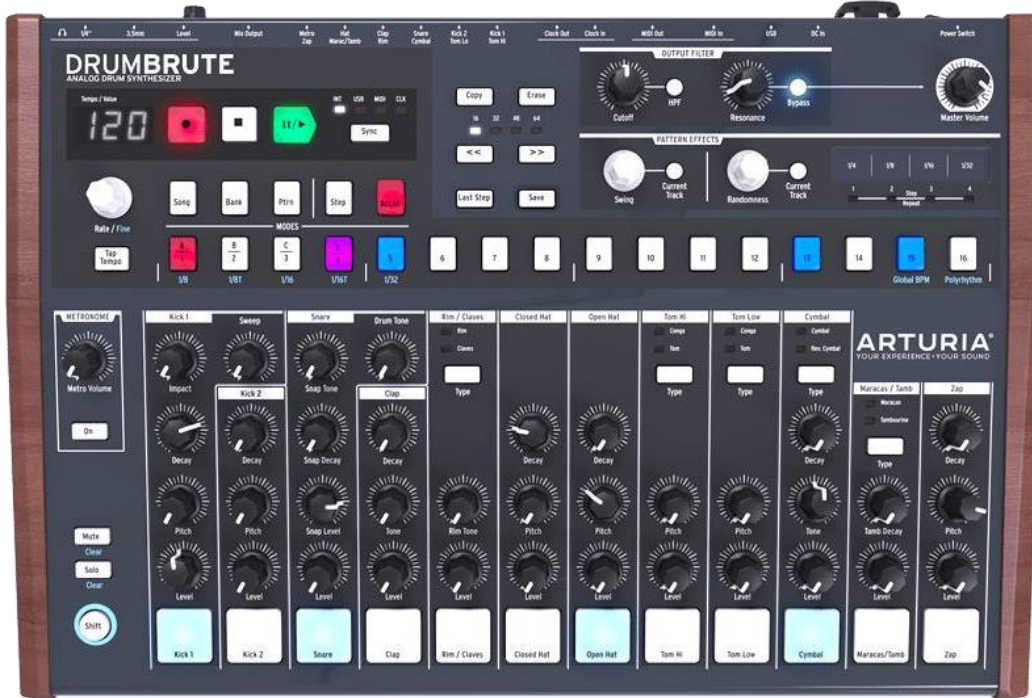 1/4" 3.5mm Level Mix Output Metro Zap Hat Marac/Tamb Clap Rim Snare Cymbal Kick 2 Tom Lo Kick 1 Tom Hi Clock Out Clock In MIDI Out MIDI In USB DC In Power Switch
DRUMBRUTE
ANALOG DRUM SYNTHESIZER
OUTPUT FILTER
Cutoff HPF Resonance Bypass Master Volume
Tempo / Value INT USB MIDI CLK
120
Sync
Copy Erase
16 32 48 64
<< >>
Last Step Save
PATTERN EFFECTS
Swing Current Track Randomness Current Track
1/4 1/8 1/16 1/32
1 2 3 4
Step
Repeat
Rate / Fine
Song Bank Ptrn Step Accent
MODES
Tap Tempo
A 1 B 2 C 3 4 5 6 7 8 9 10 11 12 13 14 15 16
1/8 1/8T 1/16 1/16T 1/32 Global BPM Polyrhythm
METRONOME
Metro Volume
On
Kick 1 Sweep Snare Drum Tone Rim / Claves Closed Hat Open Hat Tom Hi Tom Low Cymbal
Rim Conga Conga Cymbal
Claves Tom Tom Rev. Cymbal
ARTURIA®
YOUR EXPERIENCE • YOUR SOUND
Impact Snap Tone Type Type Type Type
Kick 2 Clap Maracas / Tamb Zap
Maracas
Tambourine
Type
Decay Decay Snap Decay Decay Decay Decay Decay Decay
Pitch Pitch Snap Level Tone Rim Tone Pitch Pitch Pitch Pitch Tone Tamb Decay Pitch
Level Level Level Level Level Level Level Level Level Level Level Level
Mute
Clear
Solo
Clear
Shift
Kick 1 Kick 2 Snare Clap Rim / Claves Closed Hat Open Hat Tom Hi Tom Low Cymbal Maracas/Tamb Zap